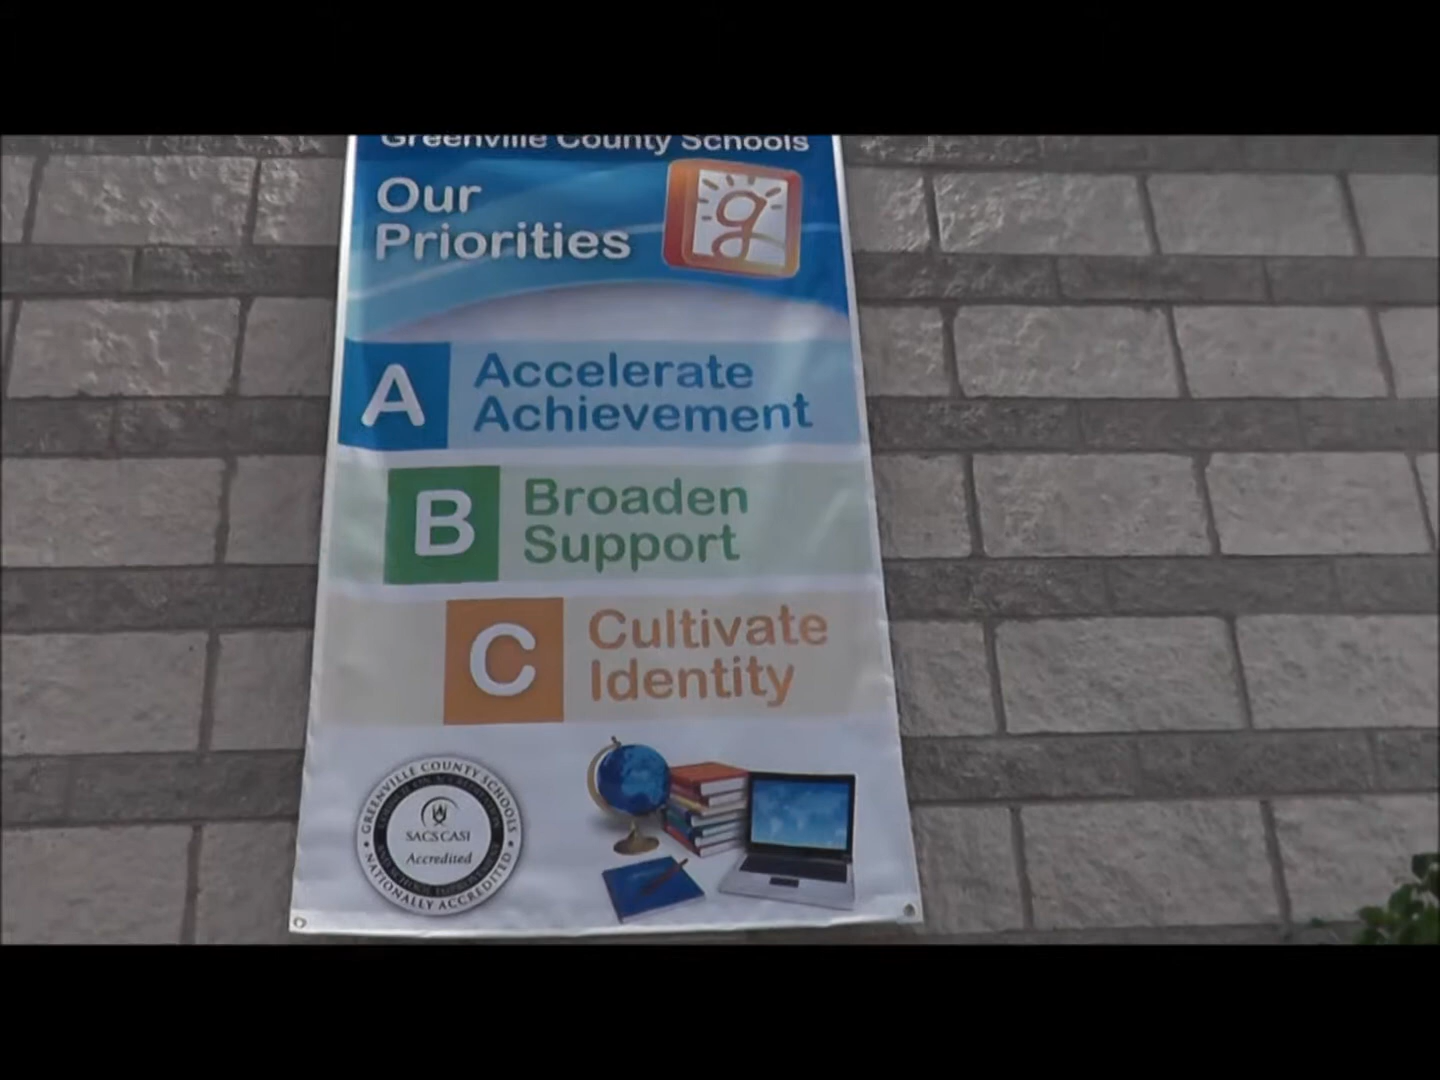 Greenville County Schools
Our
Priorities
g
A
Accelerate
Achievement
B
Broaden
Support
C
Cultivate
Identity
GREENVILLE COUNTY SCHOOLS
SACS CASI
Accredited
NATIONALLY ACCREDITED